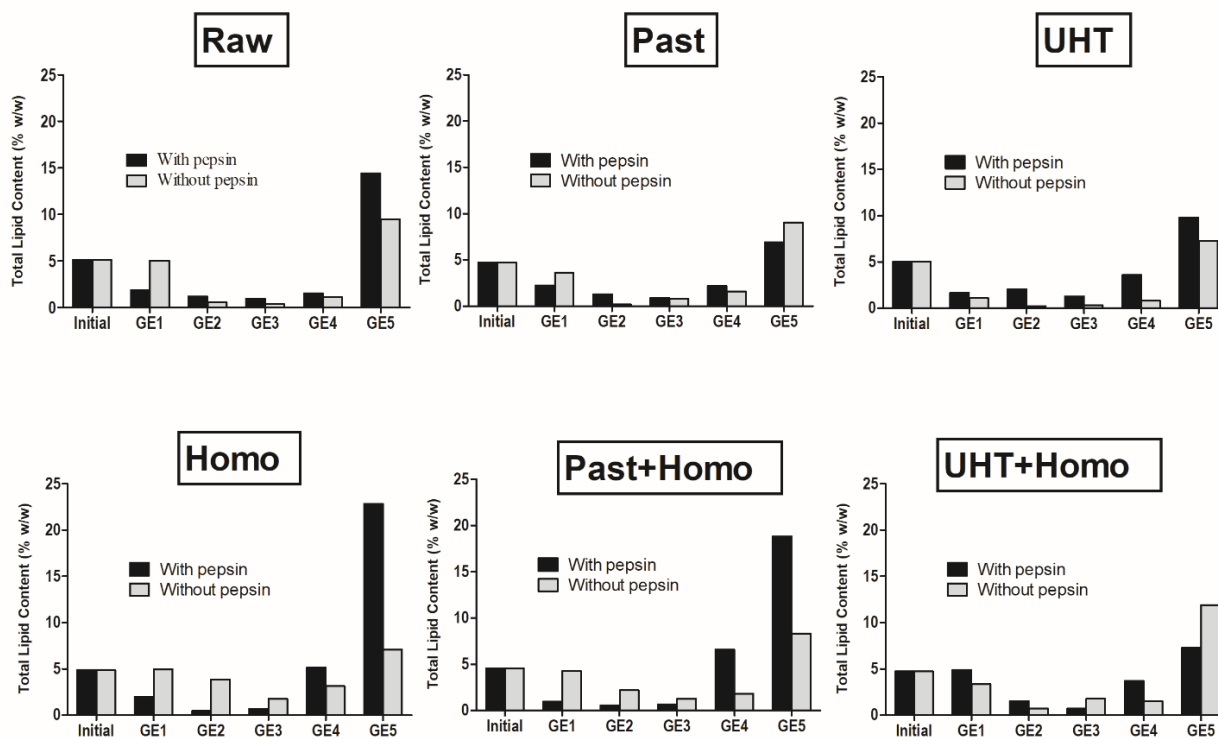 Raw
Total Lipid Content (% w/w)
25
20
15
10
5
0
With pepsin
Without pepsin
Initial GE1 GE2 GE3 GE4 GE5
Past
Total Lipid Content (% w/w)
25
20
15
10
5
0
With pepsin
Without pepsin
Initial GE1 GE2 GE3 GE4 GE5
UHT
Total Lipid Content (% w/w)
25
20
15
10
5
0
With pepsin
Without pepsin
Initial GE1 GE2 GE3 GE4 GE5
Homo
Total Lipid Content (% w/w)
25
20
15
10
5
0
With pepsin
Without pepsin
Initial GE1 GE2 GE3 GE4 GE5
Past+Homo
Total Lipid Content (% w/w)
25
20
15
10
5
0
With pepsin
Without pepsin
Initial GE1 GE2 GE3 GE4 GE5
UHT+Homo
Total Lipid Content (% w/w)
25
20
15
10
5
0
With pepsin
Without pepsin
Initial GE1 GE2 GE3 GE4 GE5